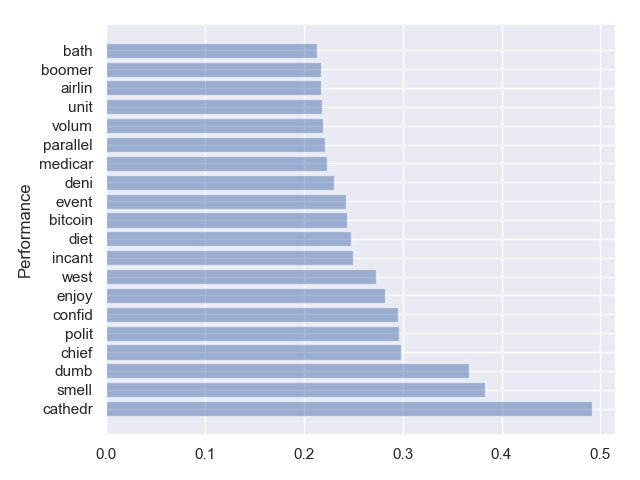 bath
boomer
airlin
unit
volum
parallel
medicar
deni
event
bitcoin
diet
incant
west
enjoy
confid
polit
chief
dumb
smell
cathedr
Performance
0.0 0.1 0.2 0.3 0.4 0.5